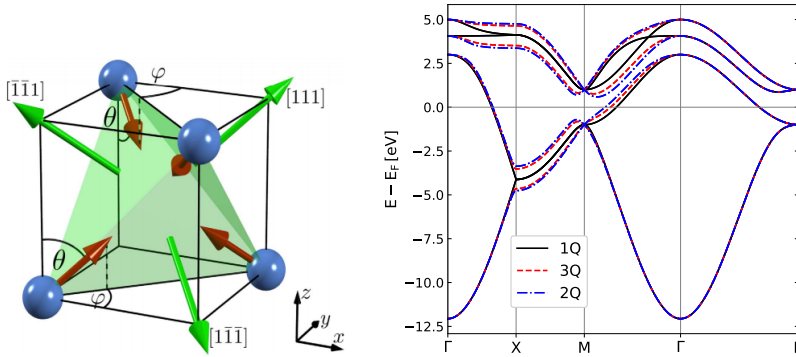 φ
[1̄1̄1]
[111]
θ
θ
φ
[11̄1̄]
z
y
x
E − E_F [eV]
5.0
2.5
0.0
−2.5
−5.0
−7.5
−10.0
−12.5
1Q
3Q
2Q
Γ X M Γ